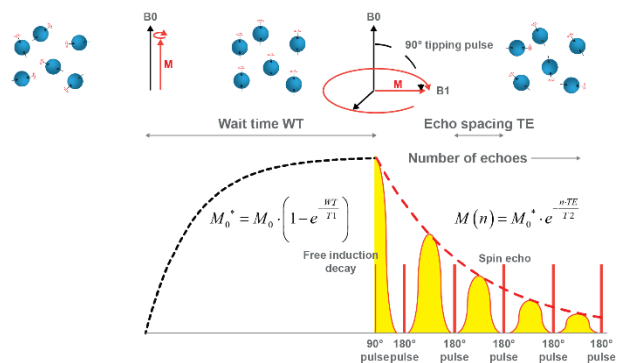 B0
M
B0
90° tipping pulse
M
B1
Wait time WT
Echo spacing TE
Number of echoes
M₀* = M₀ · (1 − e^(−WT/T1))
M(n) = M₀* · e^(−n·TE/T2)
Free induction
decay
Spin echo
90° 180° 180° 180° 180° 180°
pulse pulse pulse pulse pulse pulse